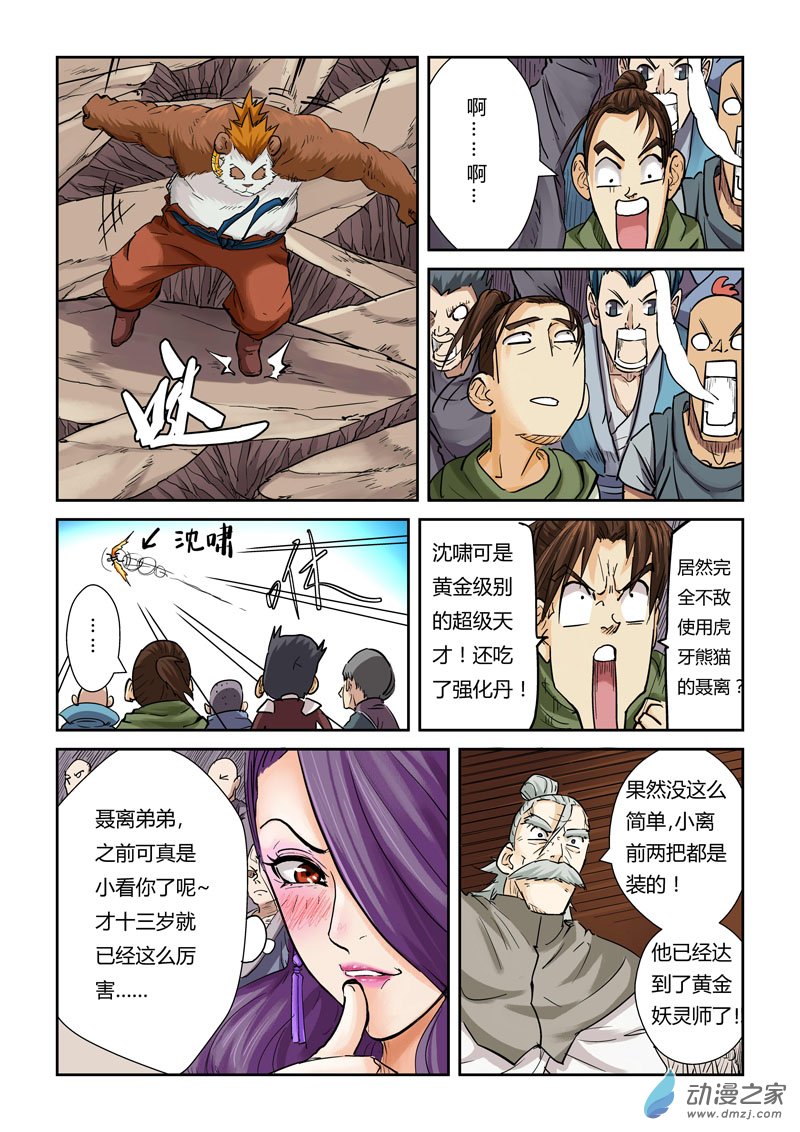 哒
啊
……
啊
沈啸
……
咻
沈啸可是
黄金级别
的超级天
才！还吃
了强化丹！
居然完
全不敌
使用虎
牙熊猫
的聂离？
聂离弟弟，
之前可真是
小看你了呢~
才十三岁就
已经这么厉
害……
果然没这么
简单，小离
前两把都是
装的！
他已经达
到了黄金
妖灵师了！
动漫之家
www.dmzj.com